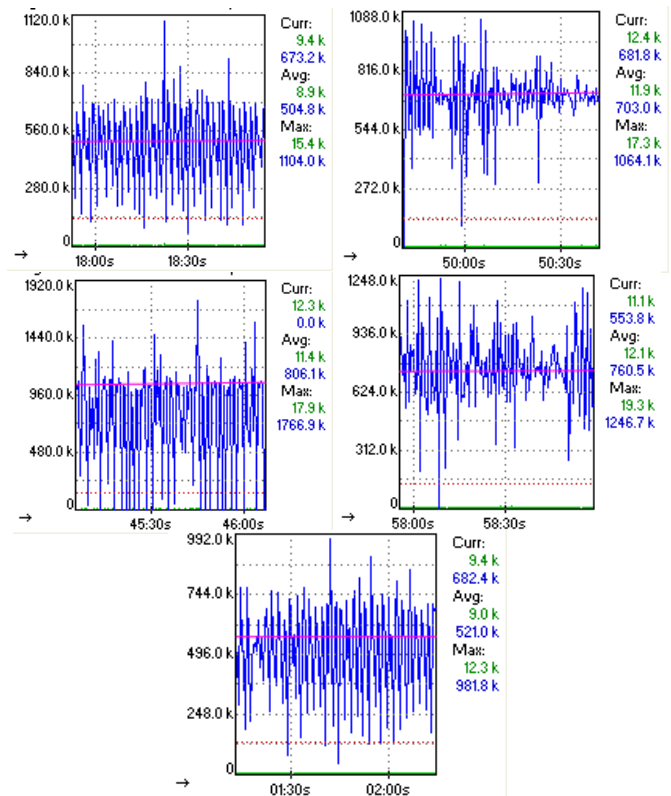 1120.0 k
840.0 k
560.0 k
280.0 k
0
→
18:00s 18:30s
Curr:
9.4 k
673.2 k
Avg:
8.9 k
504.8 k
Max:
15.4 k
1104.0 k
1088.0 k
816.0 k
544.0 k
272.0 k
0
→
50:00s 50:30s
Curr:
12.4 k
681.8 k
Avg:
11.9 k
703.0 k
Max:
17.3 k
1064.1 k
1920.0 k
1440.0 k
960.0 k
480.0 k
0
→
45:30s 46:00s
Curr:
12.3 k
0.0 k
Avg:
11.4 k
806.1 k
Max:
17.9 k
1766.9 k
1248.0 k
936.0 k
624.0 k
312.0 k
0
→
58:00s 58:30s
Curr:
11.1 k
553.8 k
Avg:
12.1 k
760.5 k
Max:
19.3 k
1246.7 k
992.0 k
744.0 k
496.0 k
248.0 k
0
→
01:30s 02:00s
Curr:
9.4 k
682.4 k
Avg:
9.0 k
521.0 k
Max:
12.3 k
981.8 k